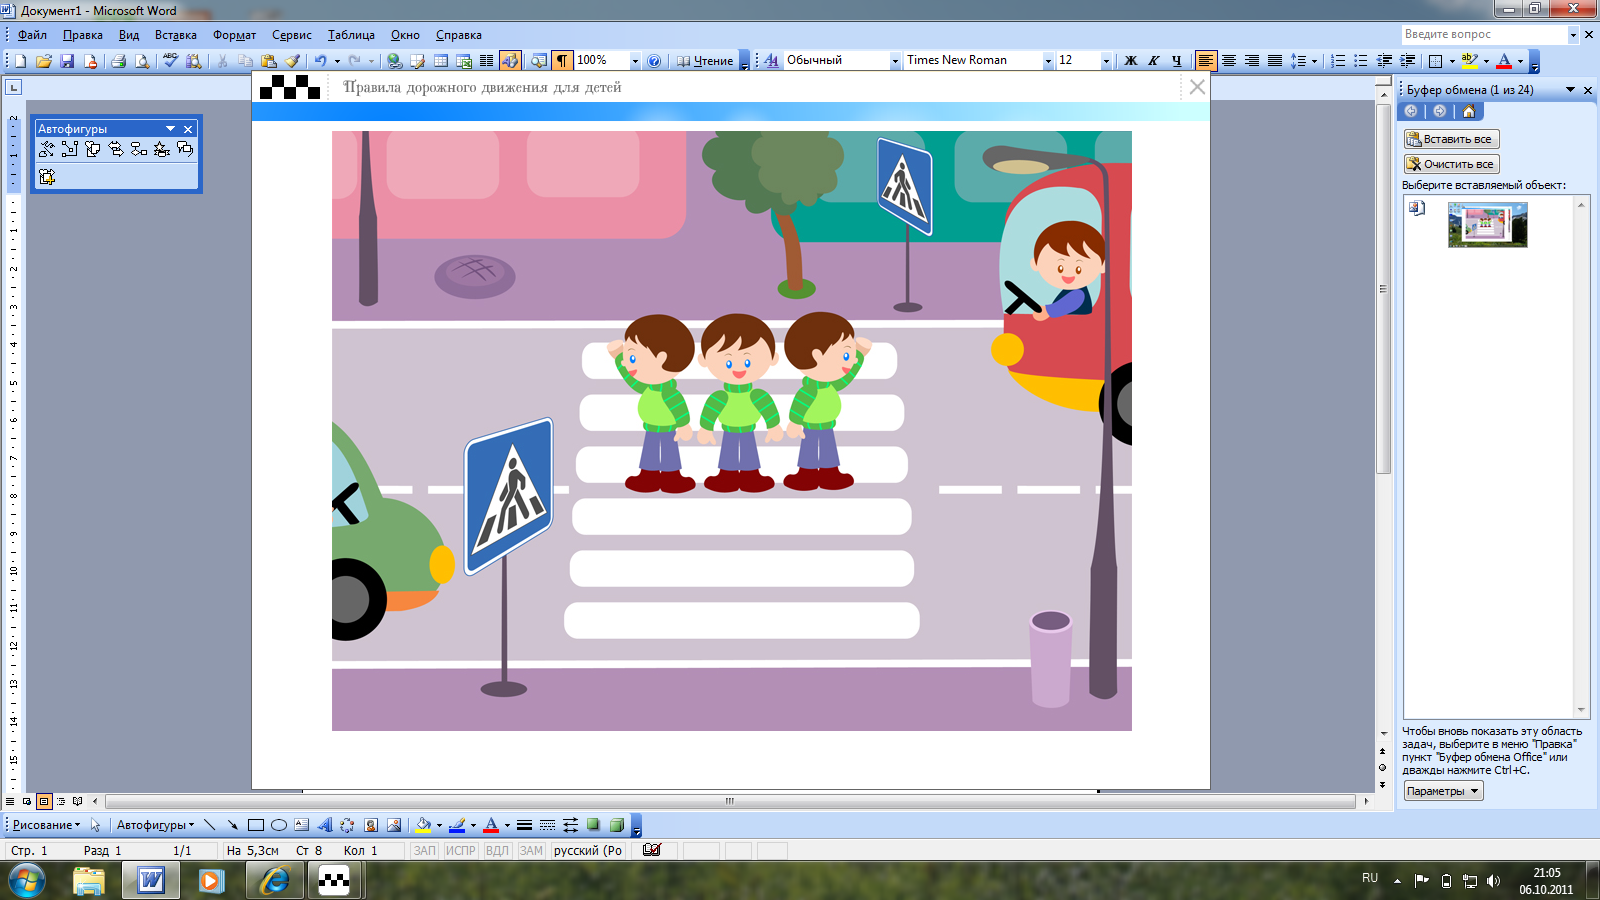 Документ1 - Microsoft Word
Файл Правка Вид Вставка Формат Сервис Таблица Окно Справка
Введите вопрос
100% Чтение Обычный Times New Roman 12 Ж К Ч
Правила дорожного движения для детей
Автофигуры
Буфер обмена (1 из 24)
Вставить все
Очистить все
Выберите вставляемый объект:
Чтобы вновь показать эту область
задач, выберите в меню "Правка"
пункт "Буфер обмена Office" или
дважды нажмите Ctrl+C.
Параметры
Рисование Автофигуры
Стр. 1 Разд 1 1/1 На 5,3см Ст 8 Кол 1 ЗАП ИСПР ВДЛ ЗАМ русский (Ро
RU
21:05
06.10.2011